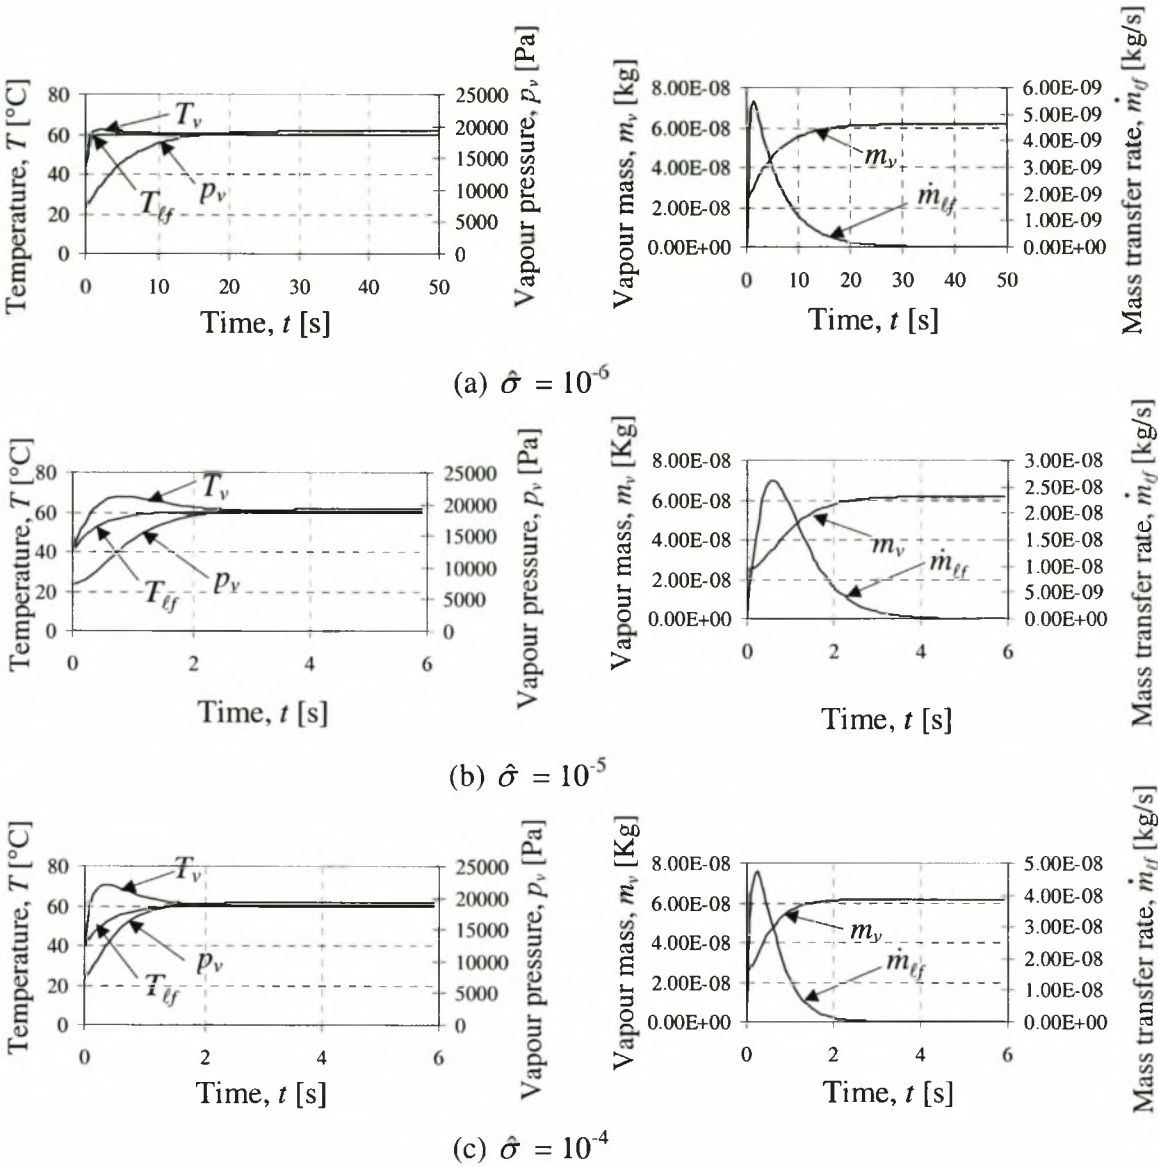 Temperature, T [°C]
80
60
40
20
0
T_v
T_ℓf
p_v
25000
20000
15000
10000
5000
0
Vapour pressure, p_v [Pa]
0 10 20 30 40 50
Time, t [s]
Vapour mass, m_v [kg]
8.00E-08
6.00E-08
4.00E-08
2.00E-08
0.00E+00
m_v
ṁ_ℓf
6.00E-09
5.00E-09
4.00E-09
3.00E-09
2.00E-09
1.00E-09
0.00E+00
Mass transfer rate, ṁ_ℓf [kg/s]
0 10 20 30 40 50
Time, t [s]
(a) σ̂ = 10⁻⁶
Temperature, T [°C]
80
60
40
20
0
T_v
T_ℓf
p_v
25000
20000
15000
10000
5000
0
Vapour pressure, p_v [Pa]
0 2 4 6
Time, t [s]
Vapour mass, m_v [Kg]
8.00E-08
6.00E-08
4.00E-08
2.00E-08
0.00E+00
m_v
ṁ_ℓf
3.00E-08
2.50E-08
2.00E-08
1.50E-08
1.00E-08
5.00E-09
0.00E+00
Mass transfer rate, ṁ_ℓf [kg/s]
0 2 4 6
Time, t [s]
(b) σ̂ = 10⁻⁵
Temperature, T [°C]
80
60
40
20
0
T_v
T_ℓf
p_v
25000
20000
15000
10000
5000
0
Vapour pressure, p_v [Pa]
0 2 4 6
Time, t [s]
Vapour mass, m_v [Kg]
8.00E-08
6.00E-08
4.00E-08
2.00E-08
0.00E+00
m_v
ṁ_ℓf
5.00E-08
4.00E-08
3.00E-08
2.00E-08
1.00E-08
0.00E+00
Mass transfer rate, ṁ_ℓf [kg/s]
0 2 4 6
Time, t [s]
(c) σ̂ = 10⁻⁴